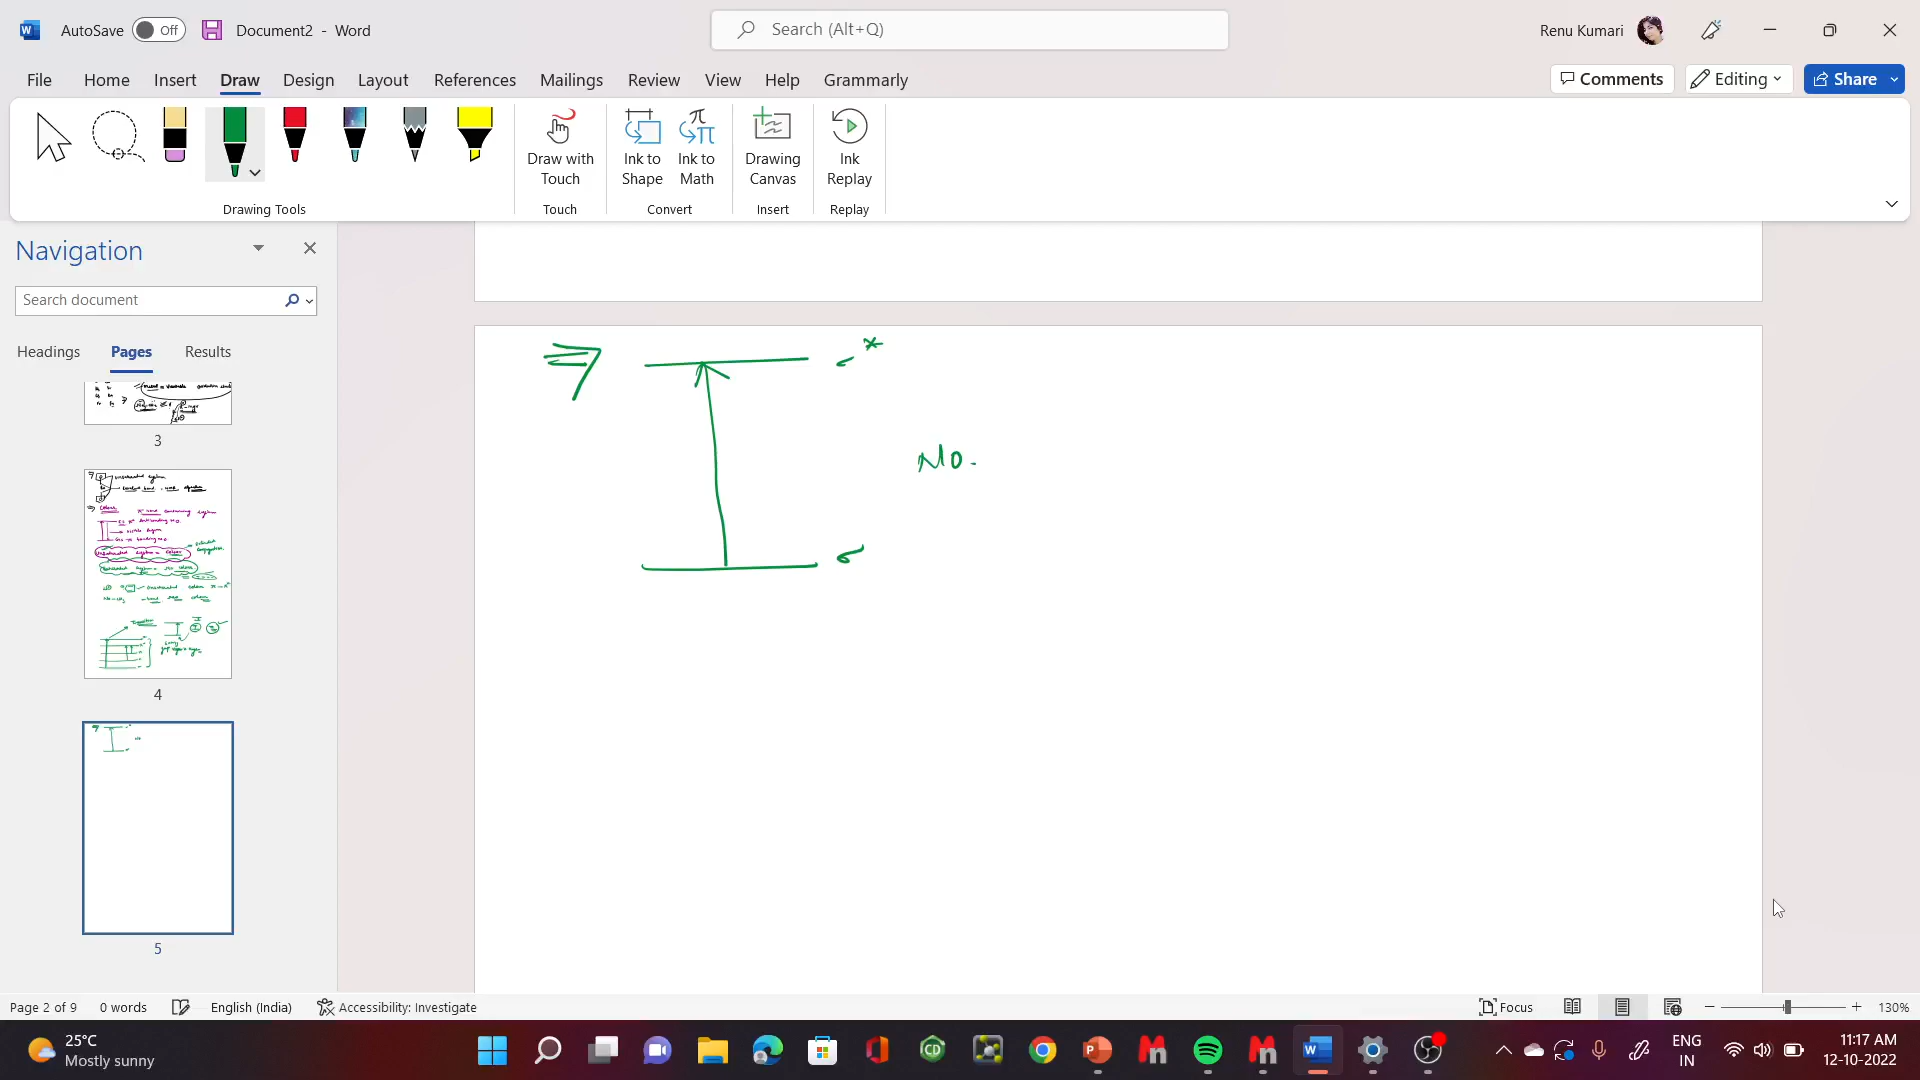 AutoSave Off Document2 - Word Search (Alt+Q) Renu Kumari
File Home Insert Draw Design Layout References Mailings Review View Help Grammarly Comments Editing Share
Draw with Touch
Ink to Shape
Ink to Math
Drawing Canvas
Ink Replay
Drawing Tools Touch Convert Insert Replay
Navigation
Search document
Headings Pages Results
3
4
5
⇒ σ*
No.
σ
Page 2 of 9 0 words English (India) Accessibility: Investigate Focus 130%
25°C
Mostly sunny
ENG
IN
11:17 AM
12-10-2022